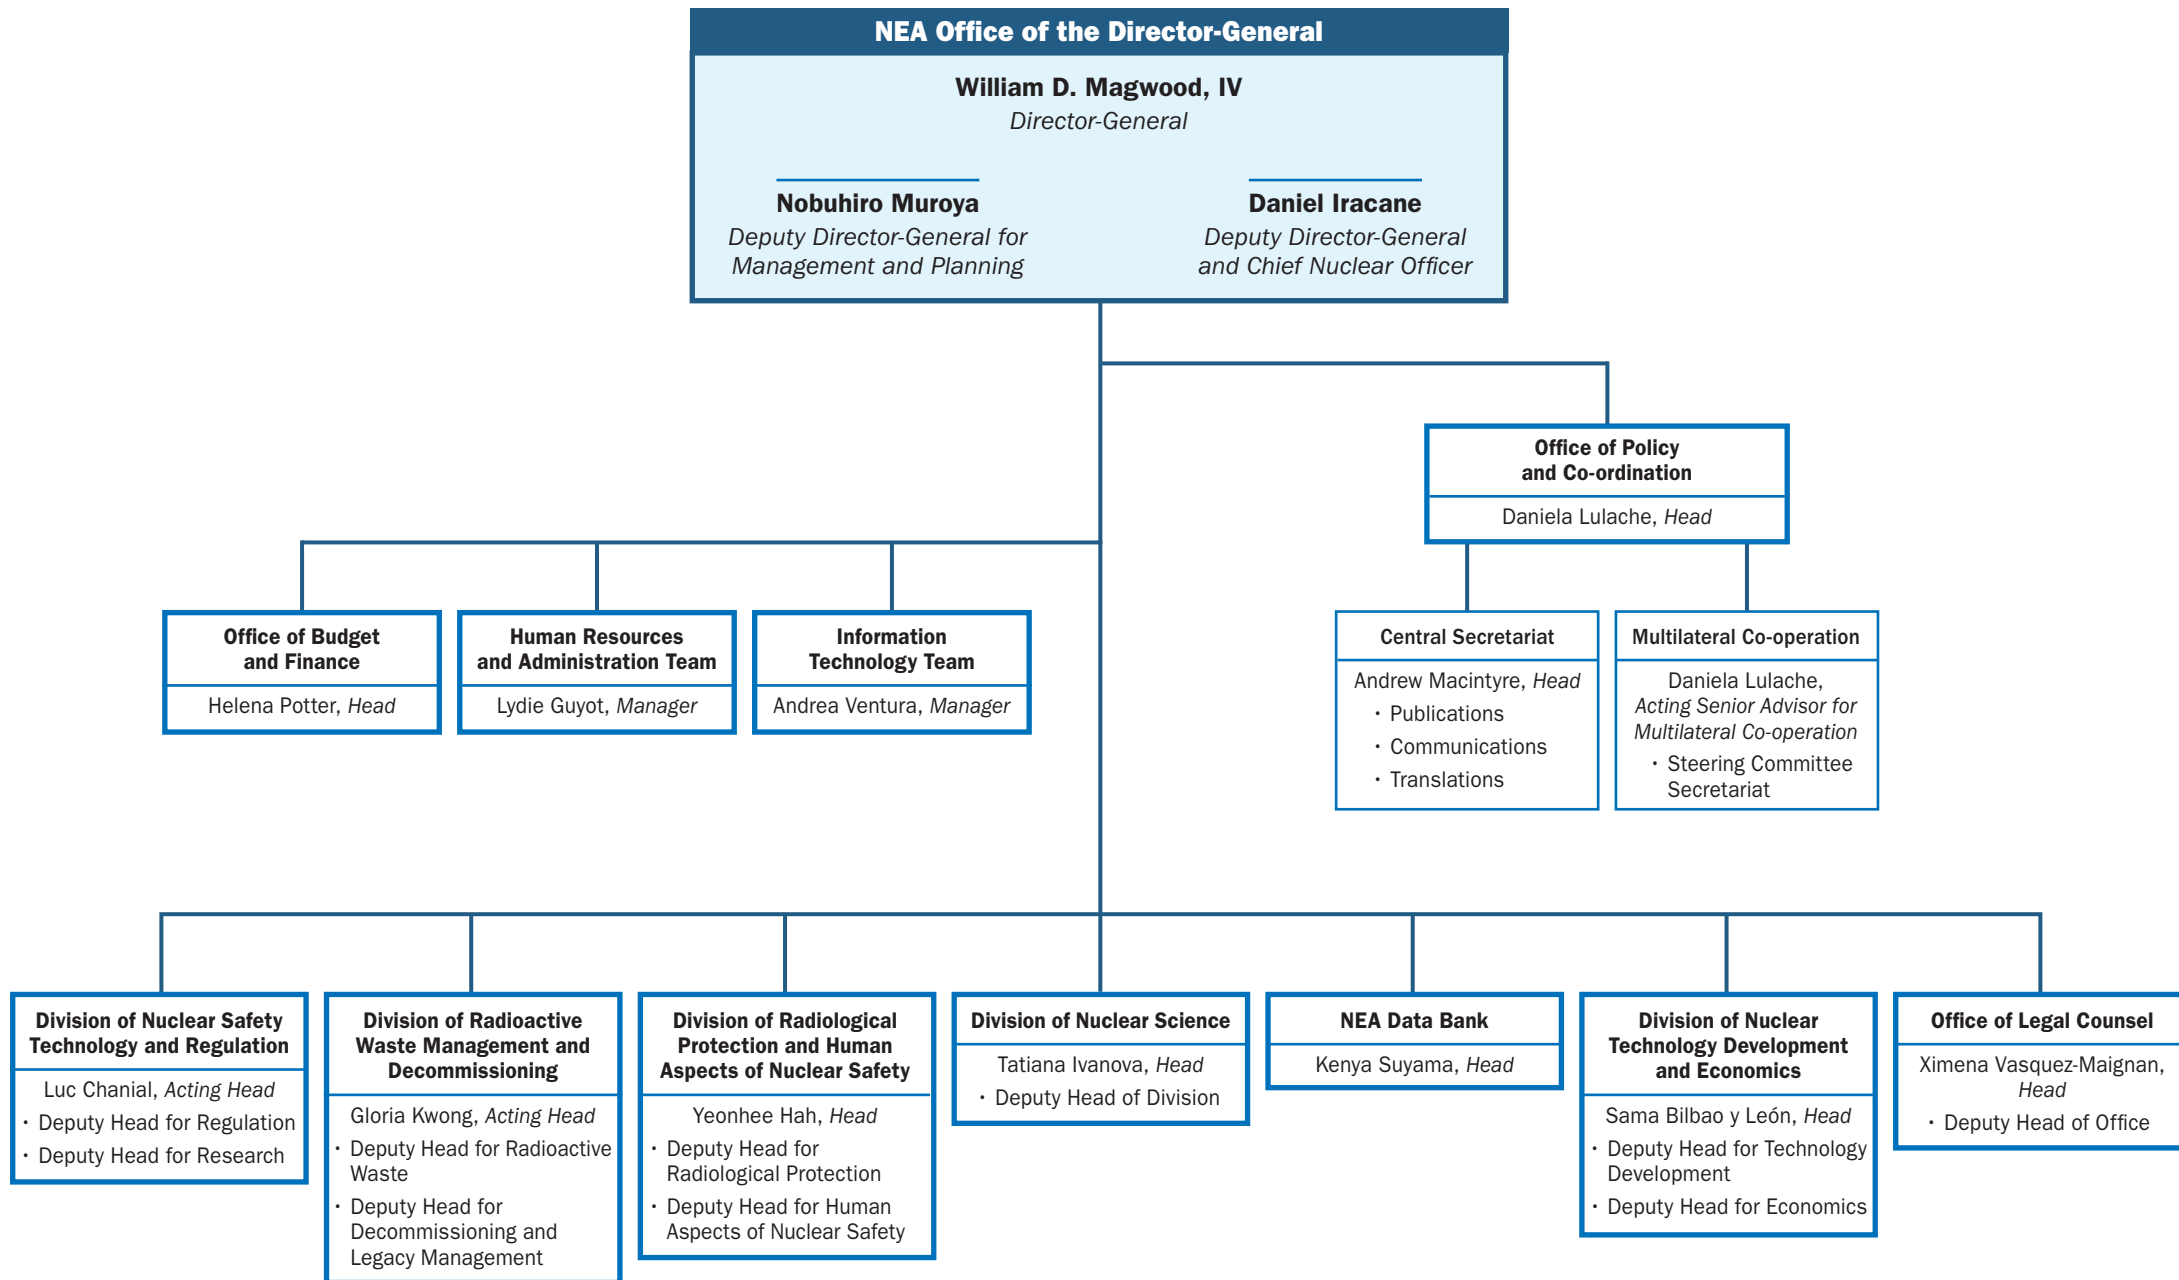 NEA Office of the Director-General
William D. Magwood, IV
Director-General
Nobuhiro Muroya
Deputy Director-General for
Management and Planning
Daniel Iracane
Deputy Director-General
and Chief Nuclear Officer
Office of Policy
and Co-ordination
Daniela Lulache, Head
Office of Budget
and Finance
Helena Potter, Head
Human Resources
and Administration Team
Lydie Guyot, Manager
Information
Technology Team
Andrea Ventura, Manager
Central Secretariat
Andrew Macintyre, Head
· Publications
· Communications
· Translations
Multilateral Co-operation
Daniela Lulache,
Acting Senior Advisor for
Multilateral Co-operation
· Steering Committee
Secretariat
Division of Nuclear Safety
Technology and Regulation
Luc Chanial, Acting Head
· Deputy Head for Regulation
· Deputy Head for Research
Division of Radioactive
Waste Management and
Decommissioning
Gloria Kwong, Acting Head
· Deputy Head for Radioactive
Waste
· Deputy Head for
Decommissioning and
Legacy Management
Division of Radiological
Protection and Human
Aspects of Nuclear Safety
Yeonhee Hah, Head
· Deputy Head for
Radiological Protection
· Deputy Head for Human
Aspects of Nuclear Safety
Division of Nuclear Science
Tatiana Ivanova, Head
· Deputy Head of Division
NEA Data Bank
Kenya Suyama, Head
Division of Nuclear
Technology Development
and Economics
Sama Bilbao y León, Head
· Deputy Head for Technology
Development
· Deputy Head for Economics
Office of Legal Counsel
Ximena Vasquez-Maignan,
Head
· Deputy Head of Office